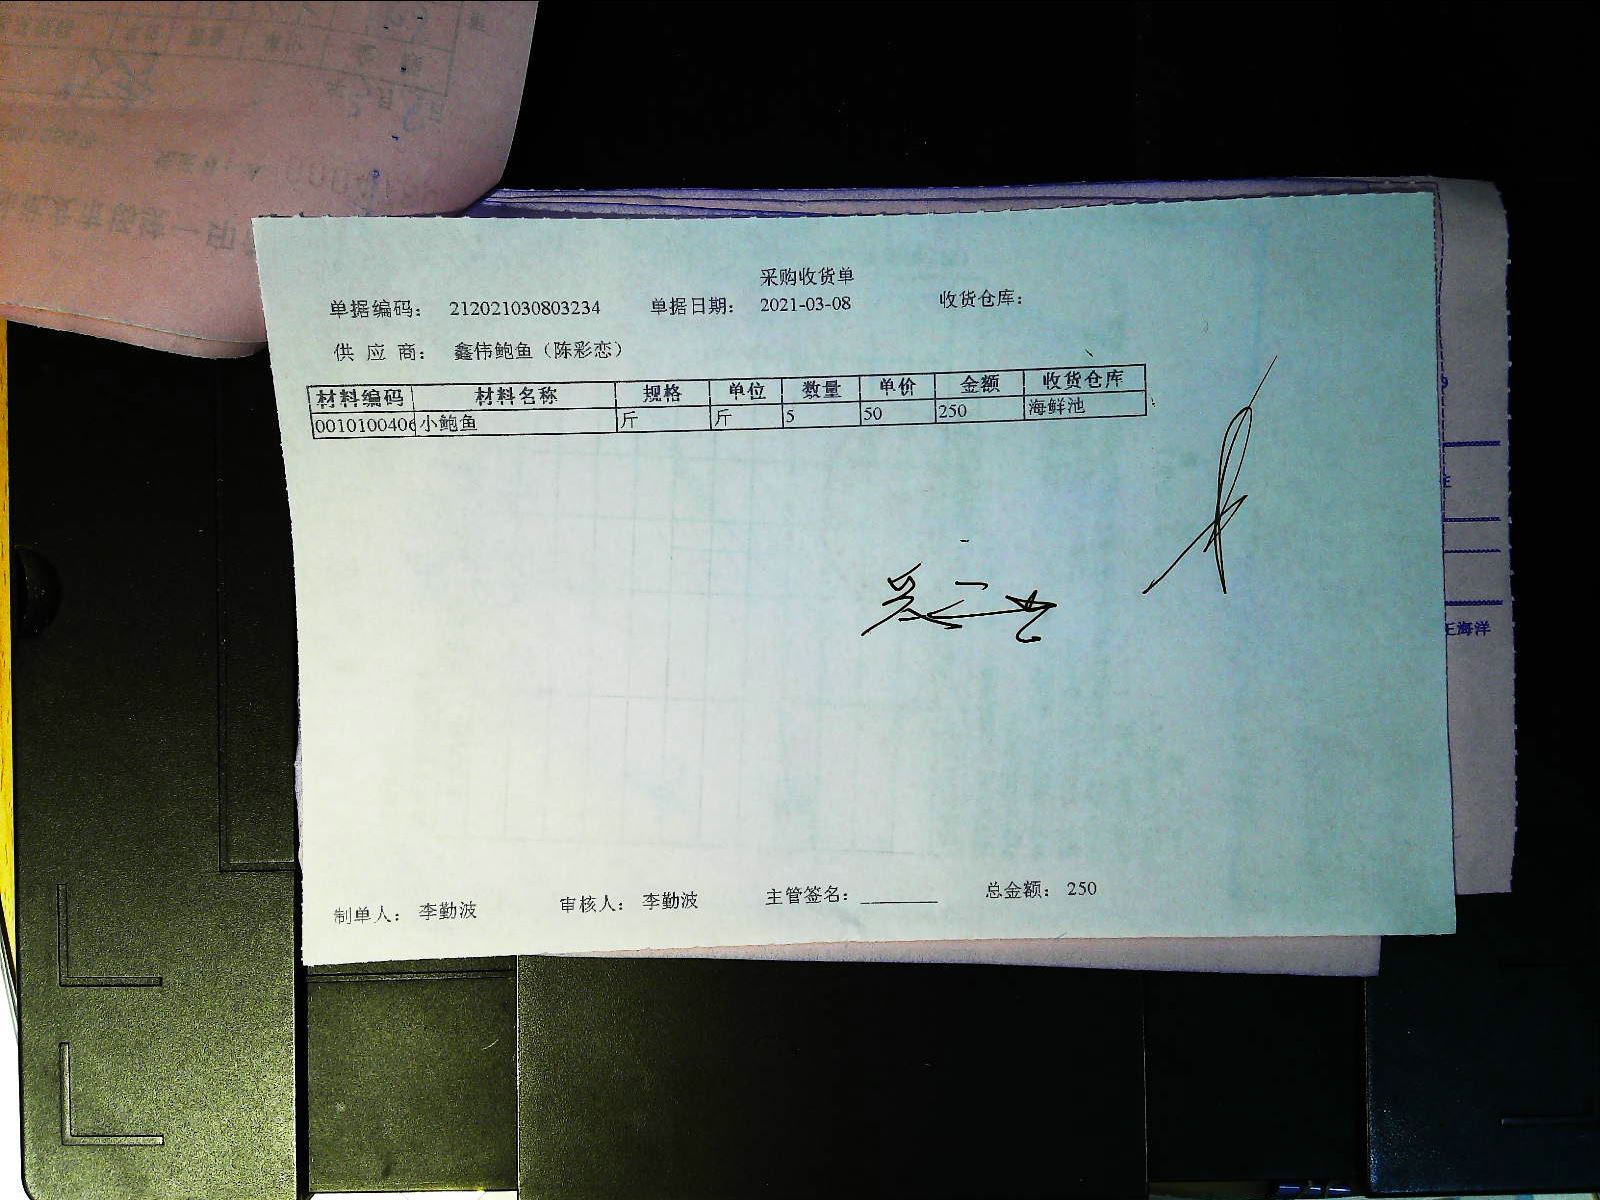 采购收货单
单据编码： 212021030803234 单据日期： 2021-03-08 收货仓库：
供 应 商： 鑫伟鲍鱼（陈彩恋）
材料编码 材料名称 规格 单位 数量 单价 金额 收货仓库
0010100406 小鲍鱼 斤 斤 5 50 250 海鲜池
制单人： 李勤波 审核人： 李勤波 主管签名：________ 总金额： 250
王海洋